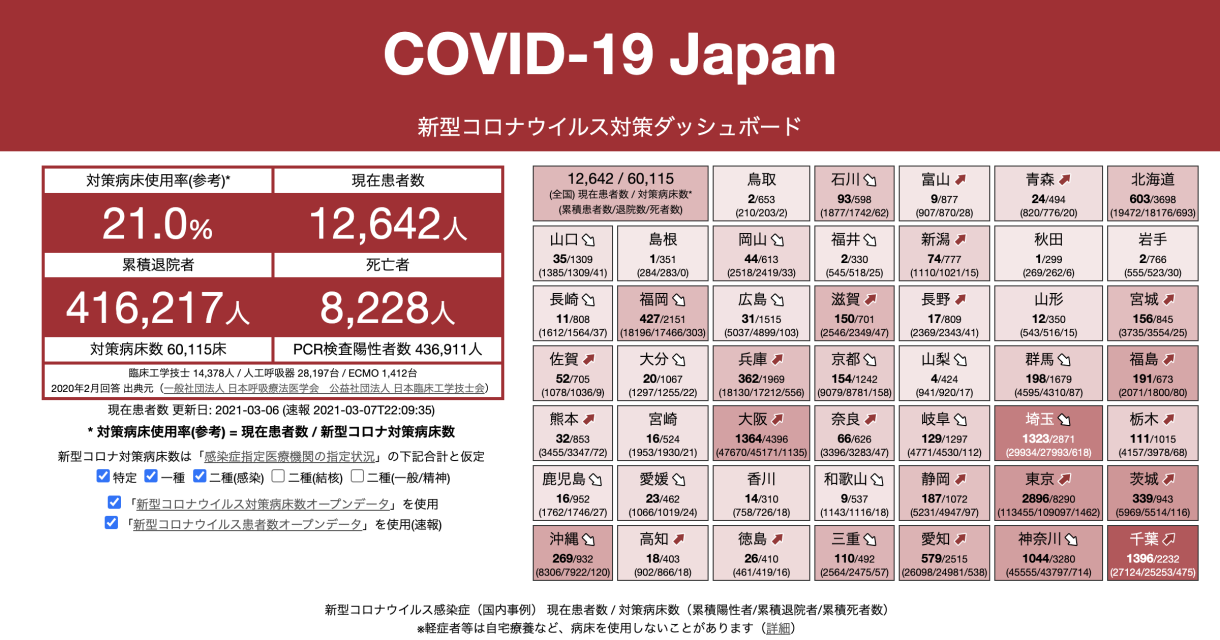 COVID-19 Japan
新型コロナウイルス対策ダッシュボード
対策病床使用率(参考)*
現在患者数
21.0%
12,642人
累積退院者
死亡者
416,217人
8,228人
対策病床数 60,115床
PCR検査陽性者数 436,911人
臨床工学技士 14,378人 / 人工呼吸器 28,197台 / ECMO 1,412台
2020年2月回答 出典元（一般社団法人 日本呼吸療法医学会　公益社団法人 日本臨床工学技士会）
現在患者数 更新日: 2021-03-06 (速報 2021-03-07T22:09:35)
* 対策病床使用率(参考) = 現在患者数 / 新型コロナ対策病床数
新型コロナ対策病床数は「感染症指定医療機関の指定状況」の下記合計と仮定
特定 一種 二種(感染) 二種(結核) 二種(一般/精神)
「新型コロナウイルス対策病床数オープンデータ」を使用
「新型コロナウイルス患者数オープンデータ」を使用(速報)
12,642 / 60,115
(全国) 現在患者数 / 対策病床数*
(累積患者数/退院数/死者数)
鳥取
2/653
(210/203/2)
石川
93/598
(1877/1742/62)
富山
9/877
(907/870/28)
青森
24/494
(820/776/20)
北海道
603/3698
(19472/18176/693)
山口
35/1309
(1385/1309/41)
島根
1/351
(284/283/0)
岡山
44/613
(2518/2419/33)
福井
2/330
(545/518/25)
新潟
74/777
(1110/1021/15)
秋田
1/299
(269/262/6)
岩手
2/766
(555/523/30)
長崎
11/808
(1612/1564/37)
福岡
427/2151
(18196/17466/303)
広島
31/1515
(5037/4899/103)
滋賀
150/701
(2546/2349/47)
長野
17/809
(2369/2343/41)
山形
12/350
(543/516/15)
宮城
156/845
(3735/3554/25)
佐賀
52/705
(1078/1036/9)
大分
20/1067
(1297/1255/22)
兵庫
362/1969
(18130/17212/556)
京都
154/1242
(9079/8781/158)
山梨
4/424
(941/920/17)
群馬
198/1679
(4595/4310/87)
福島
191/673
(2071/1800/80)
熊本
32/853
(3455/3347/72)
宮崎
16/524
(1953/1930/21)
大阪
1364/4396
(47670/45171/1135)
奈良
66/626
(3396/3283/47)
岐阜
129/1297
(4771/4530/112)
埼玉
1323/2871
(29934/27993/618)
栃木
111/1015
(4157/3978/68)
鹿児島
16/952
(1762/1746/27)
愛媛
23/462
(1066/1019/24)
香川
14/310
(758/726/18)
和歌山
9/537
(1143/1116/18)
静岡
187/1072
(5231/4947/97)
東京
2896/8290
(113455/109097/1462)
茨城
339/943
(5969/5514/116)
沖縄
269/932
(8306/7922/120)
高知
18/403
(902/866/18)
徳島
26/410
(461/419/16)
三重
110/492
(2564/2475/57)
愛知
579/2515
(26098/24981/538)
神奈川
1044/3280
(45555/43797/714)
千葉
1396/2232
(27124/25253/475)
新型コロナウイルス感染症（国内事例） 現在患者数 / 対策病床数（累積陽性者/累積退院者/累積死者数）
※軽症者等は自宅療養など、病床を使用しないことがあります（詳細）